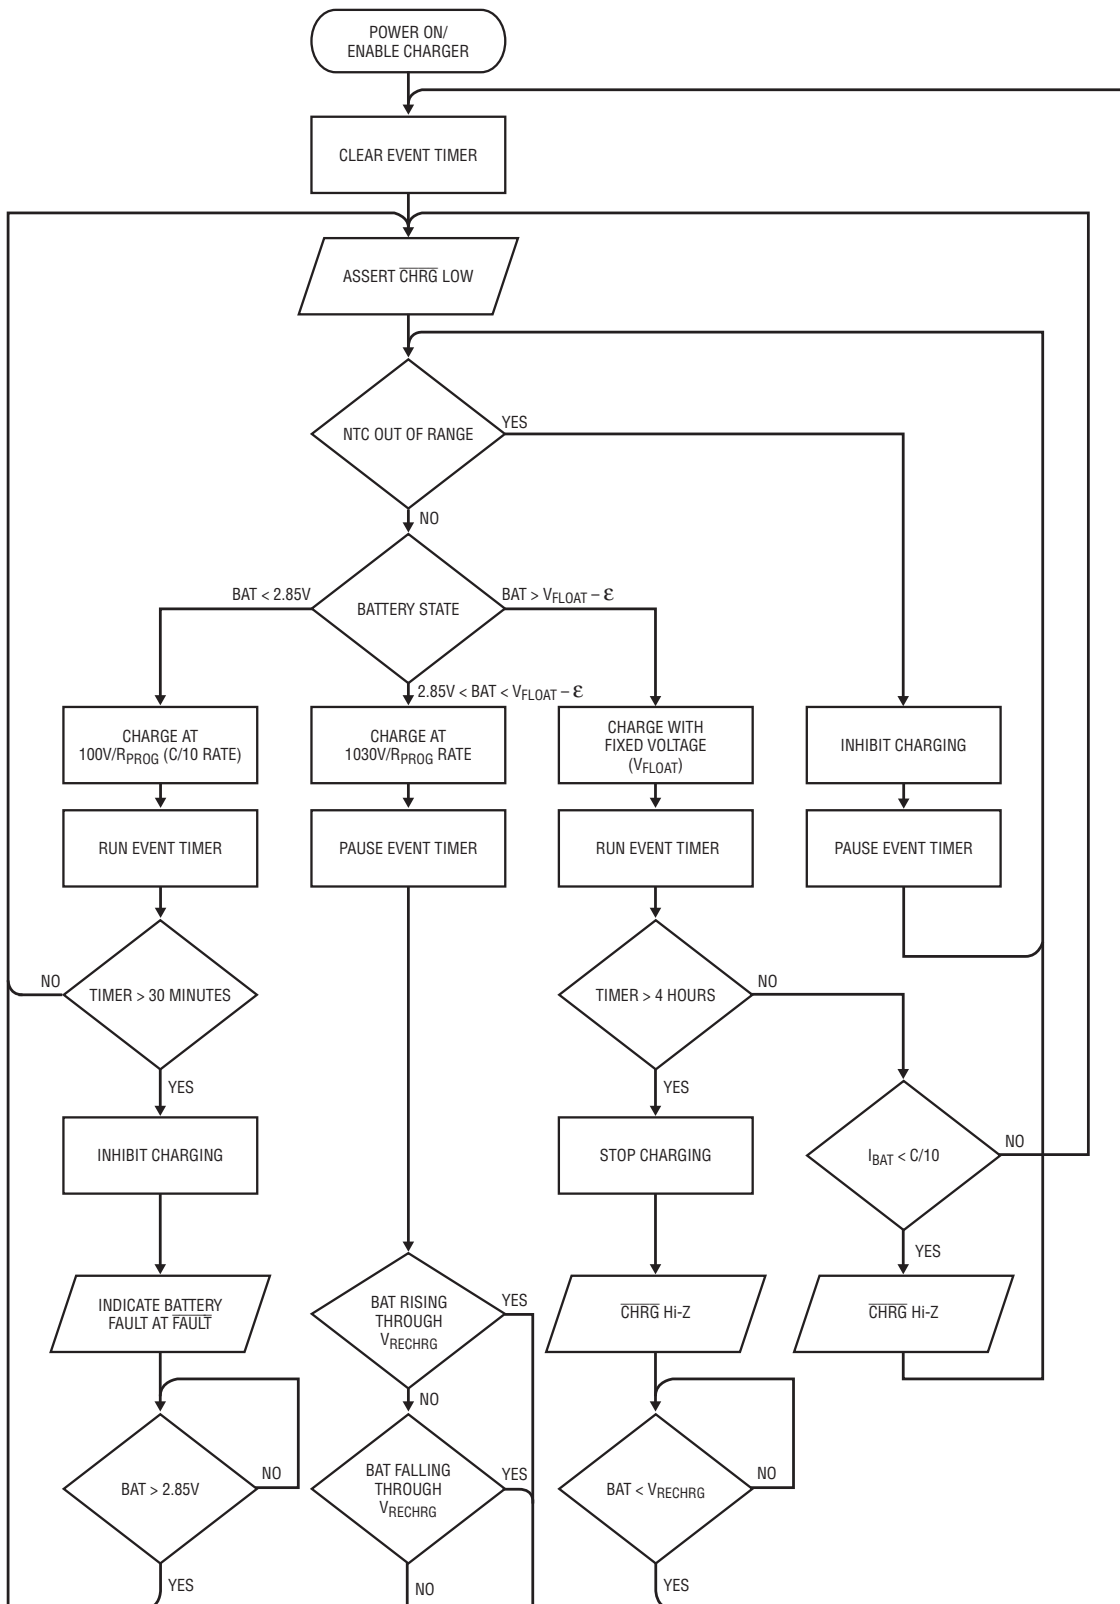 POWER ON/
ENABLE CHARGER
CLEAR EVENT TIMER
ASSERT C̅H̅R̅G̅ LOW
NTC OUT OF RANGE
YES
NO
BATTERY STATE
BAT < 2.85V
BAT > VFLOAT – ε
2.85V < BAT < VFLOAT – ε
CHARGE AT
100V/RPROG (C/10 RATE)
CHARGE AT
1030V/RPROG RATE
CHARGE WITH
FIXED VOLTAGE
(VFLOAT)
INHIBIT CHARGING
RUN EVENT TIMER
PAUSE EVENT TIMER
RUN EVENT TIMER
PAUSE EVENT TIMER
NO
TIMER > 30 MINUTES
TIMER > 4 HOURS
NO
YES
YES
INHIBIT CHARGING
STOP CHARGING
IBAT < C/10
NO
YES
INDICATE BATTERY
FAULT AT F̅A̅U̅L̅T̅
BAT RISING
THROUGH
VRECHRG
YES
C̅H̅R̅G̅ Hi-Z
C̅H̅R̅G̅ Hi-Z
NO
BAT > 2.85V
NO
BAT FALLING
THROUGH
VRECHRG
YES
BAT < VRECHRG
NO
YES
NO
YES